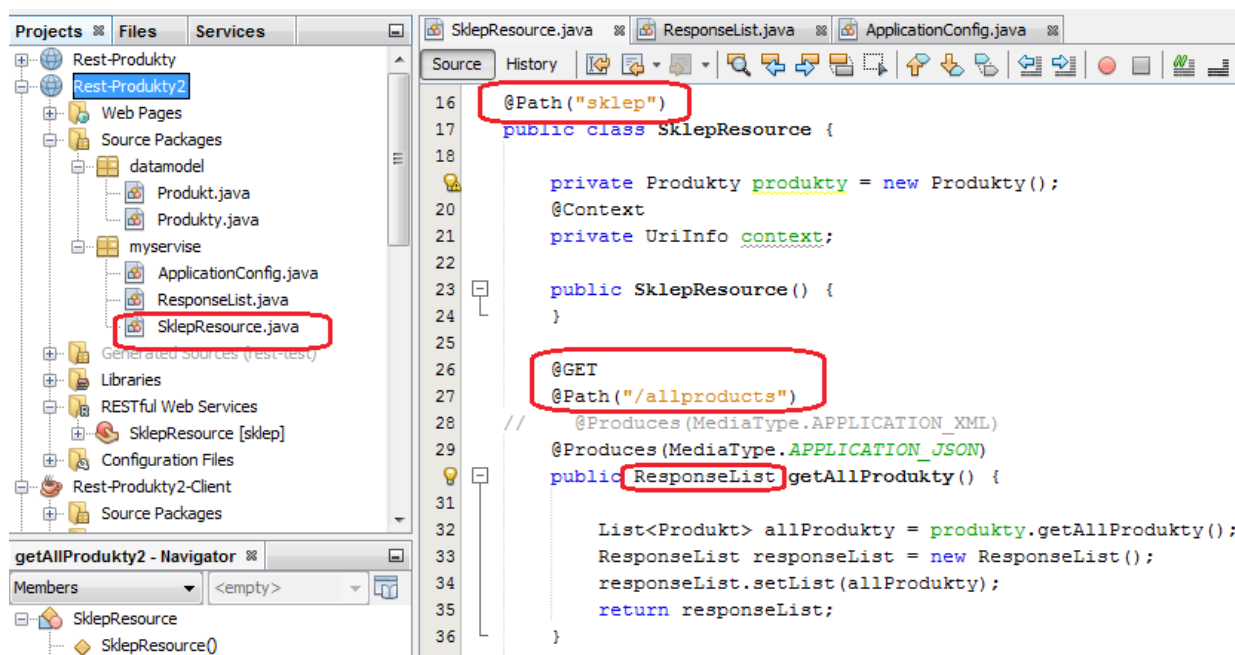 Projects Files Services
Rest-Produkty
Rest-Produkty2
Web Pages
Source Packages
datamodel
Produkt.java
Produkty.java
myservise
ApplicationConfig.java
ResponseList.java
SklepResource.java
Generated Sources (rest-test)
Libraries
RESTful Web Services
SklepResource [sklep]
Configuration Files
Rest-Produkty2-Client
Source Packages
getAllProdukty2 - Navigator
Members <empty>
SklepResource
SklepResource()
SklepResource.java ResponseList.java ApplicationConfig.java
Source History
16 @Path("sklep")
17 public class SklepResource {
18
private Produkty produkty = new Produkty();
20 @Context
21 private UriInfo context;
22
23 public SklepResource() {
24 }
25
26 @GET
27 @Path("/allproducts")
28 // @Produces(MediaType.APPLICATION_XML)
29 @Produces(MediaType.APPLICATION_JSON)
public ResponseList getAllProdukty() {
31
32 List<Produkt> allProdukty = produkty.getAllProdukty();
33 ResponseList responseList = new ResponseList();
34 responseList.setList(allProdukty);
35 return responseList;
36 }